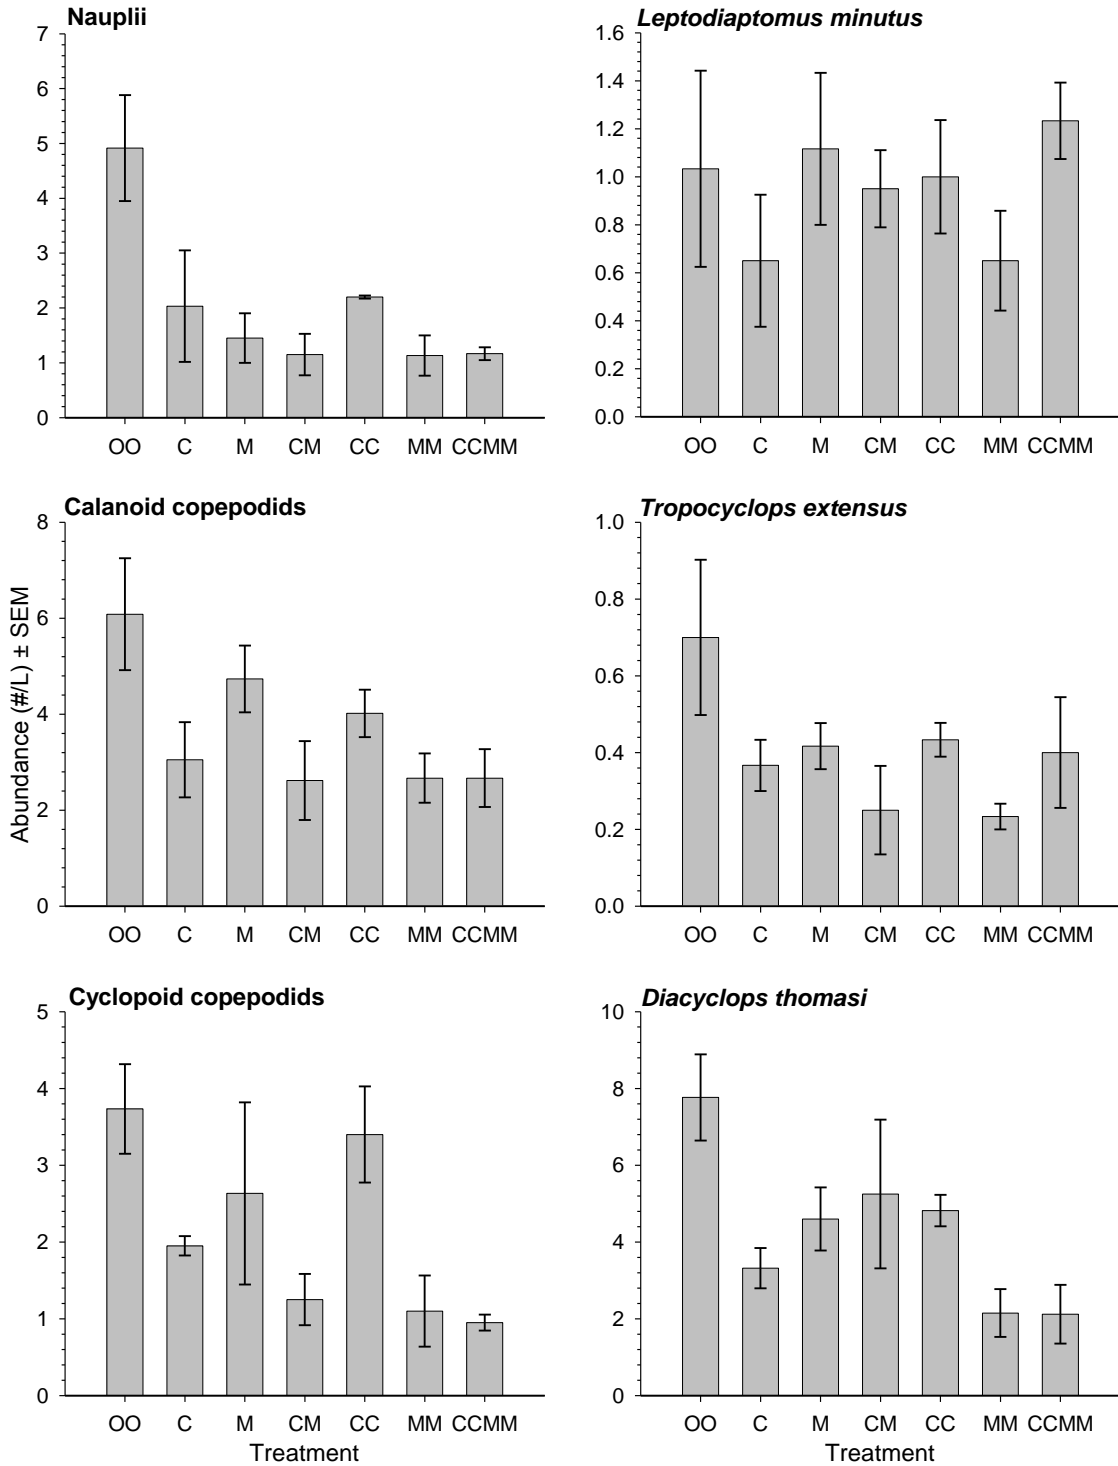 Nauplii
7
6
5
4
3
2
1
0
OO C M CM CC MM CCMM
Leptodiaptomus minutus
1.6
1.4
1.2
1.0
0.8
0.6
0.4
0.2
0.0
OO C M CM CC MM CCMM
Abundance (#/L) ± SEM
Calanoid copepodids
8
6
4
2
0
OO C M CM CC MM CCMM
Tropocyclops extensus
1.0
0.8
0.6
0.4
0.2
0.0
OO C M CM CC MM CCMM
Cyclopoid copepodids
5
4
3
2
1
0
OO C M CM CC MM CCMM
Treatment
Diacyclops thomasi
10
8
6
4
2
0
OO C M CM CC MM CCMM
Treatment